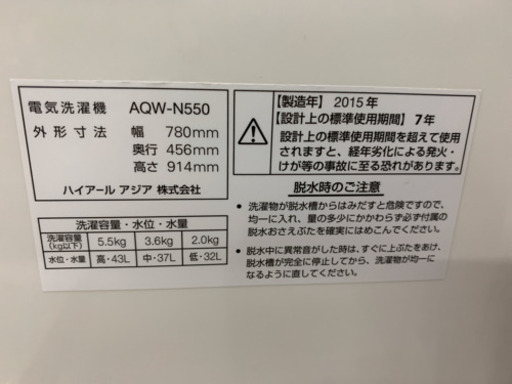 電気洗濯機 AQW-N550
外形寸法 幅 780mm
奥行 456mm
高さ 914mm
ハイアール アジア 株式会社
洗濯容量・水位・水量
洗濯容量(kg以下) 5.5kg 3.6kg 2.0kg
水位・水量 高・43L 中・37L 低・32L
【製造年】2015年
【設計上の標準使用期間】7年
設計上の標準使用期間を超えて使用
されますと、経年劣化による発火・
けが等の事故に至る恐れがあります。
脱水時のご注意
• 洗濯物が脱水槽からはみだすと危険ですので、
均一に入れ、量の多少にかかわらず必ず付属の
脱水おさえぶたを確実にはめこんでください。
• 脱水中に異常音がした時は、すぐに上ぶたをあけ、
脱水槽が完全に停止してから、洗濯物が均一に
なるように直してください。